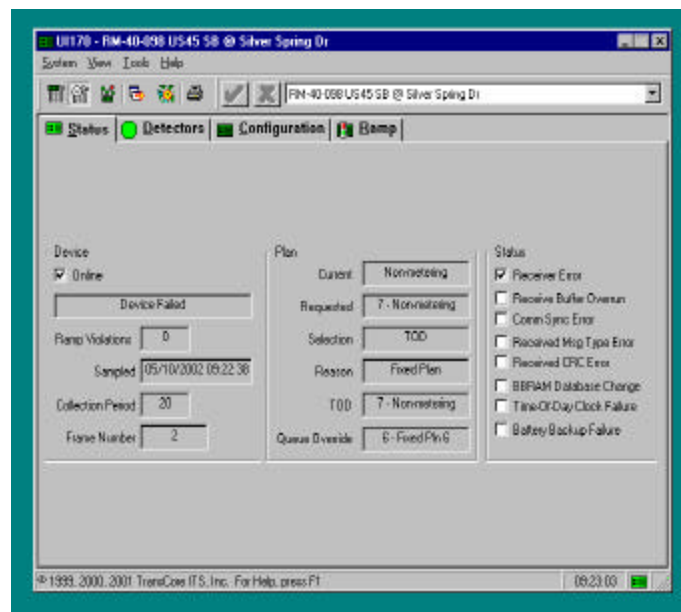 UI170 - RM-40-098 US45 SB @ Silver Spring Dr
System View Tools Help
RM-40-098 US45 SB @ Silver Spring Dr
Status Detectors Configuration Ramp
Device
Online
Device Failed
Ramp Violations 0
Sampled 05/10/2002 09:22:38
Collection Period 20
Frame Number 2
Plan
Current Non-metering
Requested 7 - Non-metering
Selection TOD
Reason Fixed Plan
TOD 7 - Non-metering
Queue Override 6 - Fixed Pln 6
Status
Receiver Error
Receive Buffer Overrun
Comm Sync Error
Received Msg Type Error
Received CRC Error
BBRAM Database Change
Time-Of-Day Clock Failure
Battery Backup Failure
© 1999, 2000, 2001 TransCore ITS, Inc. For Help, press F1
09:23:03